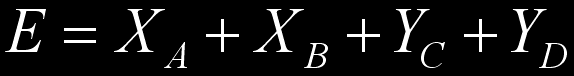 E = X_A + X_B + Y_C + Y_D